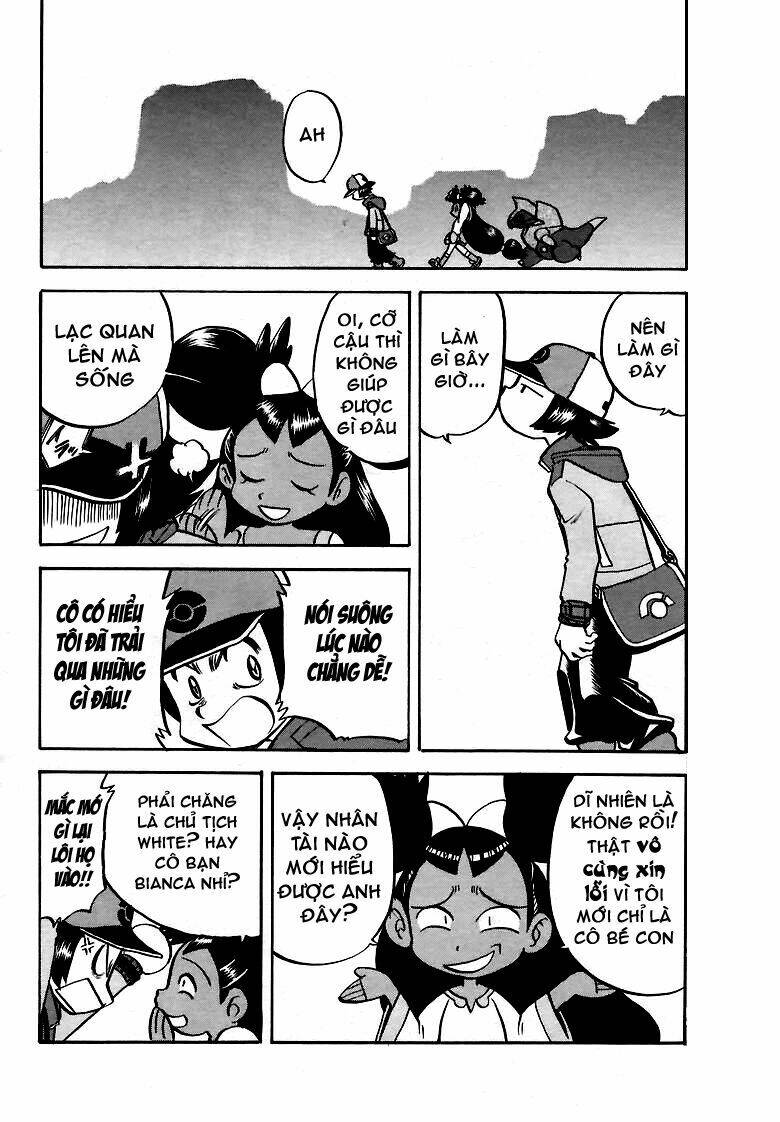 AH
NÊN
LÀM GÌ
ĐÂY
LÀM
GÌ BÂY
GIỜ...
OI, CỠ
CẬU THÌ
KHÔNG
GIÚP
ĐƯỢC
GÌ ĐÂU
LẠC QUAN
LÊN MÀ
SỐNG
NÓI SUÔNG
LÚC NÀO
CHẲNG DỄ!
CÔ CÓ HIỂU
TÔI ĐÃ TRẢI
QUA NHỮNG
GÌ ĐÂU!
DĨ NHIÊN LÀ
KHÔNG RỒI!
THẬT VÔ
CÙNG XIN
LỖI VÌ TÔI
MỚI CHỈ LÀ
CÔ BÉ CON
VẬY NHÂN
TÀI NÀO
MỚI HIỂU
ĐƯỢC ANH
ĐÂY?
PHẢI CHĂNG
LÀ CHỦ TỊCH
WHITE? HAY
CÔ BẠN
BIANCA NHỈ?
MẮC MỚ
GÌ LẠI
LÔI HỌ
VÀO!!